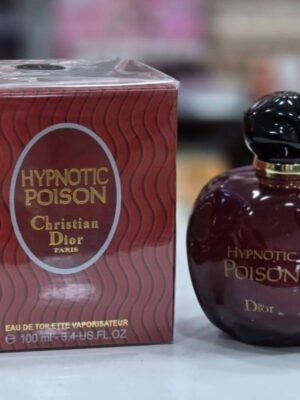 HYPNOTIC
POISON
Christian
Dior
PARIS
EAU DE TOILETTE VAPORISATEUR
℮ 100 ml - 3.4 US.FL.OZ
HYPNOTIC
POISON
Dior